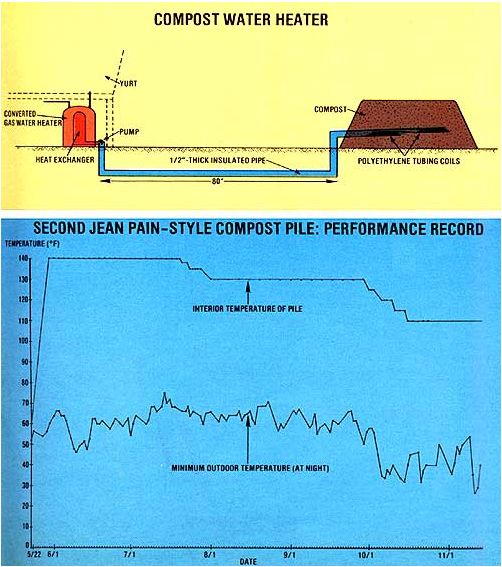 COMPOST WATER HEATER
YURT
CONVERTED
GAS WATER HEATER
COMPOST
PUMP
HEAT EXCHANGER
1/2"-THICK INSULATED PIPE
POLYETHYLENE TUBING COILS
80'
SECOND JEAN PAIN-STYLE COMPOST PILE: PERFORMANCE RECORD
TEMPERATURE (°F)
140
130
120
110
100
90
80
70
60
50
40
30
20
10
0
INTERIOR TEMPERATURE OF PILE
MINIMUM OUTDOOR TEMPERATURE (AT NIGHT)
5/22 6/1 7/1 8/1 9/1 10/1 11/1
DATE